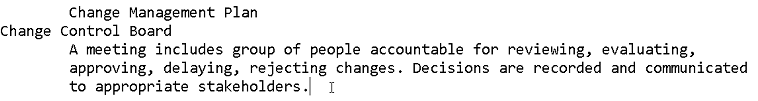 Change Management Plan
Change Control Board
A meeting includes group of people accountable for reviewing, evaluating,
approving, delaying, rejecting changes. Decisions are recorded and communicated
to appropriate stakeholders.